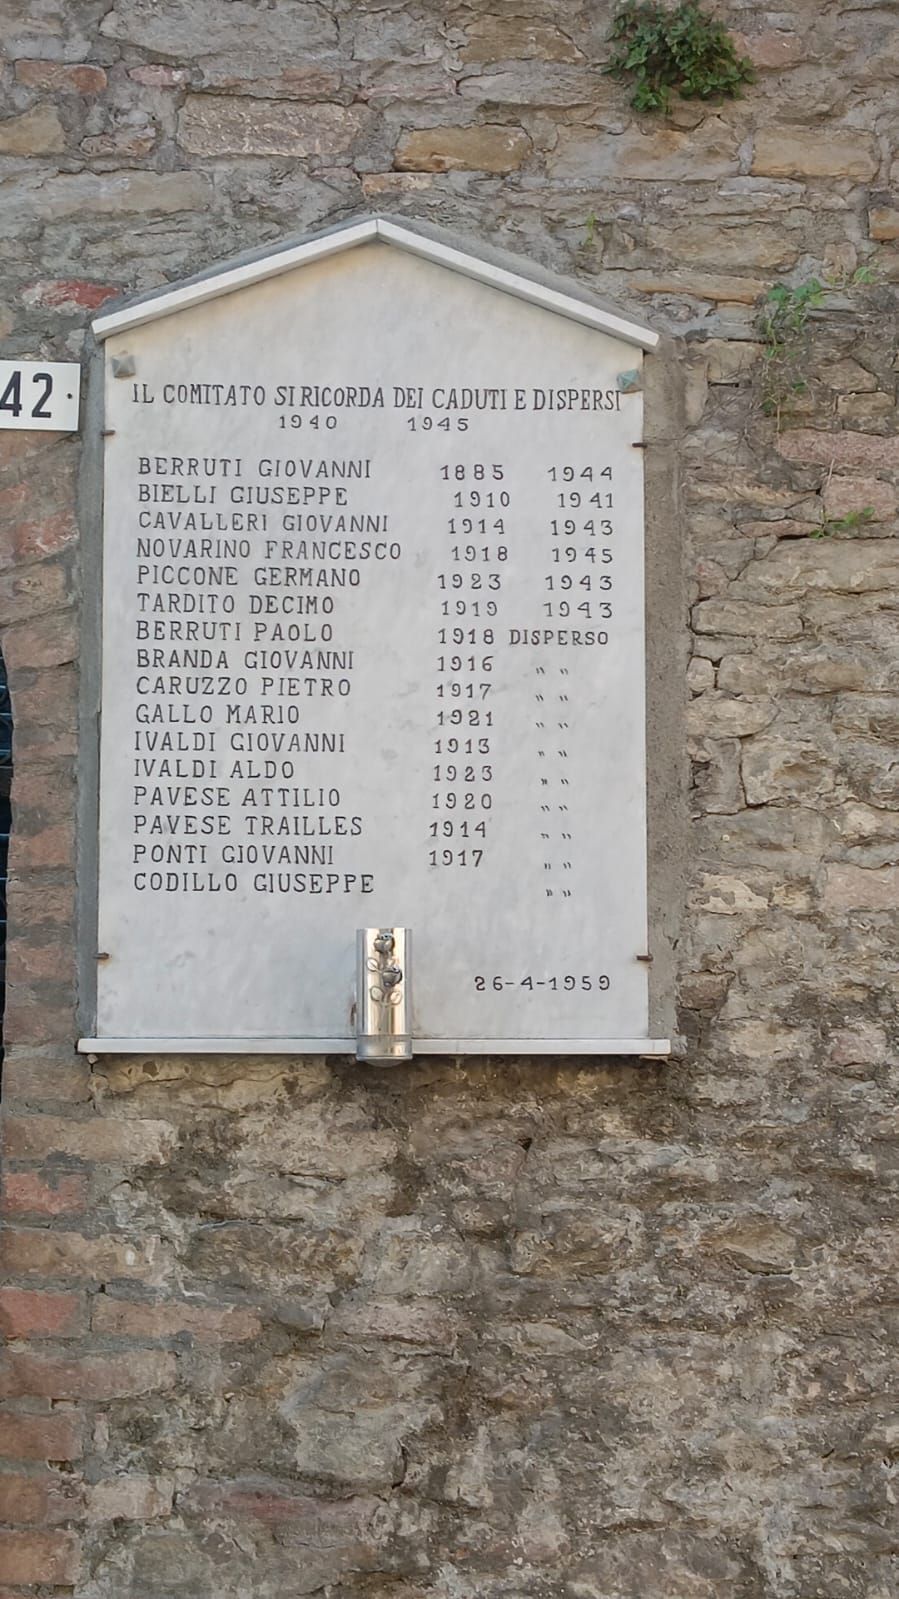 IL COMITATO SI RICORDA DEI CADUTI E DISPERSI
1940 1945
42
BERRUTI GIOVANNI 1885 1944
BIELLI GIUSEPPE 1910 1941
CAVALLERI GIOVANNI 1914 1943
NOVARINO FRANCESCO 1918 1945
PICCONE GERMANO 1923 1943
TARDITO DECIMO 1919 1943
BERRUTI PAOLO 1918 DISPERSO
BRANDA GIOVANNI 1916 " "
CARUZZO PIETRO 1917 " "
GALLO MARIO 1921 " "
IVALDI GIOVANNI 1913 " "
IVALDI ALDO 1923 " "
PAVESE ATTILIO 1920 " "
PAVESE TRAILLES 1914 " "
PONTI GIOVANNI 1917 " "
CODILLO GIUSEPPE " "
26-4-1959